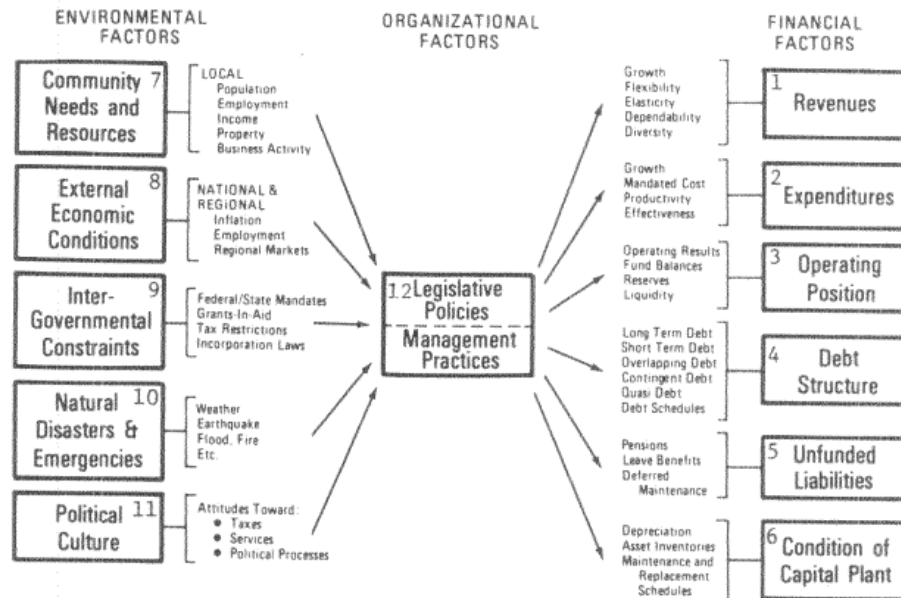 ENVIRONMENTAL
FACTORS
ORGANIZATIONAL
FACTORS
FINANCIAL
FACTORS
7
Community
Needs and
Resources
LOCAL
Population
Employment
Income
Property
Business Activity
8
External
Economic
Conditions
NATIONAL &
REGIONAL
Inflation
Employment
Regional Markets
9
Inter-
Governmental
Constraints
Federal/State Mandates
Grants-In-Aid
Tax Restrictions
Incorporation Laws
10
Natural
Disasters &
Emergencies
Weather
Earthquake
Flood, Fire
Etc.
11
Political
Culture
Attitudes Toward:
● Taxes
● Services
● Political Processes
12 Legislative
Policies
Management
Practices
Growth
Flexibility
Elasticity
Dependability
Diversity
1
Revenues
Growth
Mandated Cost
Productivity
Effectiveness
2
Expenditures
Operating Results
Fund Balances
Reserves
Liquidity
3
Operating
Position
Long Term Debt
Short Term Debt
Overlapping Debt
Contingent Debt
Quasi Debt
Debt Schedules
4
Debt
Structure
Pensions
Leave Benefits
Deferred
Maintenance
5
Unfunded
Liabilities
Depreciation
Asset Inventories
Maintenance and
Replacement
Schedules
6
Condition of
Capital Plant